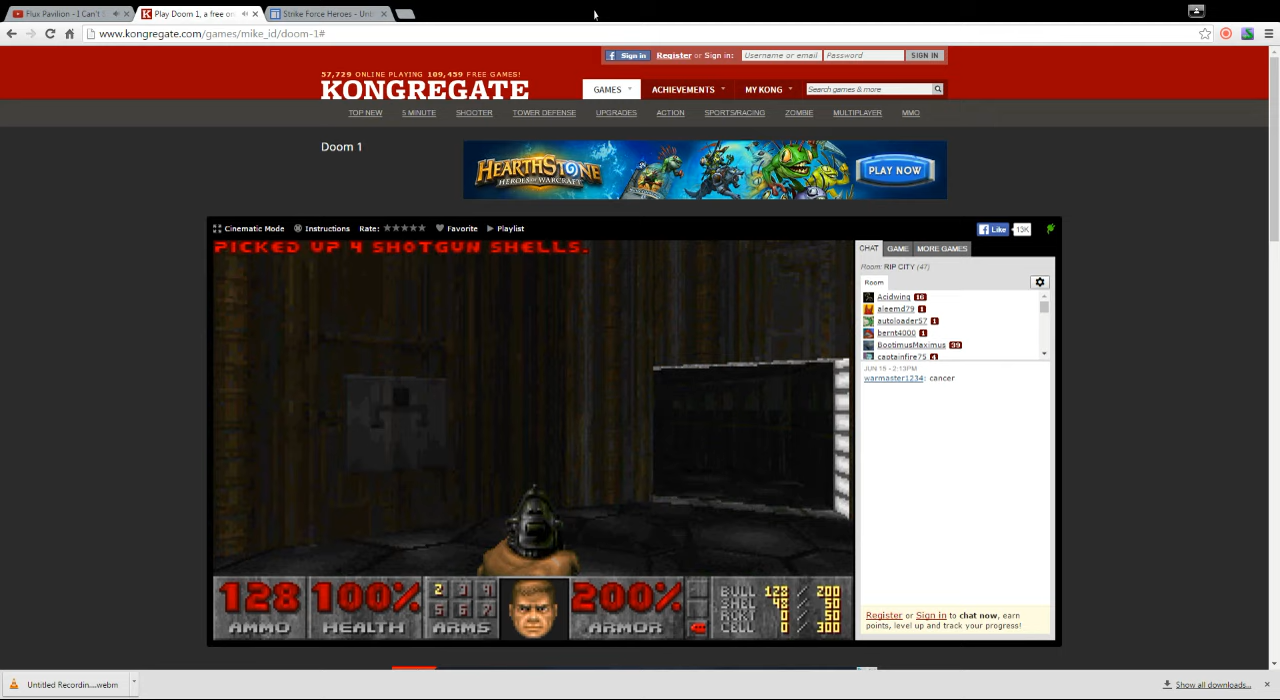 Flux Pavilion - I Can't S
Play Doom 1, a free on
Strike Force Heroes - Unb
www.kongregate.com/games/mike_id/doom-1#
Sign in Register or Sign in: Username or email Password SIGN IN
57,729 ONLINE PLAYING 109,459 FREE GAMES!
KONGREGATE
GAMES ACHIEVEMENTS MY KONG Search games & more
TOP NEW 5 MINUTE SHOOTER TOWER DEFENSE UPGRADES ACTION SPORTS/RACING ZOMBIE MULTIPLAYER MMO
Doom 1
HEARTHSTONE
HEROES OF WARCRAFT
PLAY NOW
Cinematic Mode Instructions Rate: Favorite Playlist Like 13K
PICKED UP 4 SHOTGUN SHELLS.
CHAT GAME MORE GAMES
Room: RIP CITY (47)
Room
Acidwing 16
aleemd79 1
autoloader57 1
bernt4000 1
BootimusMaximus 39
captainfire75 4
JUN 15 - 2:13PM
warmaster1234: cancer
Register or Sign in to chat now, earn
points, level up and track your progress!
128 100% 2 3 4 200%
5 6 7
AMMO HEALTH ARMS ARMOR
BULL 128 / 200
SHEL 48 / 50
RCKT 0 / 50
CELL 0 / 300
Untitled Recordin....webm
Show all downloads...